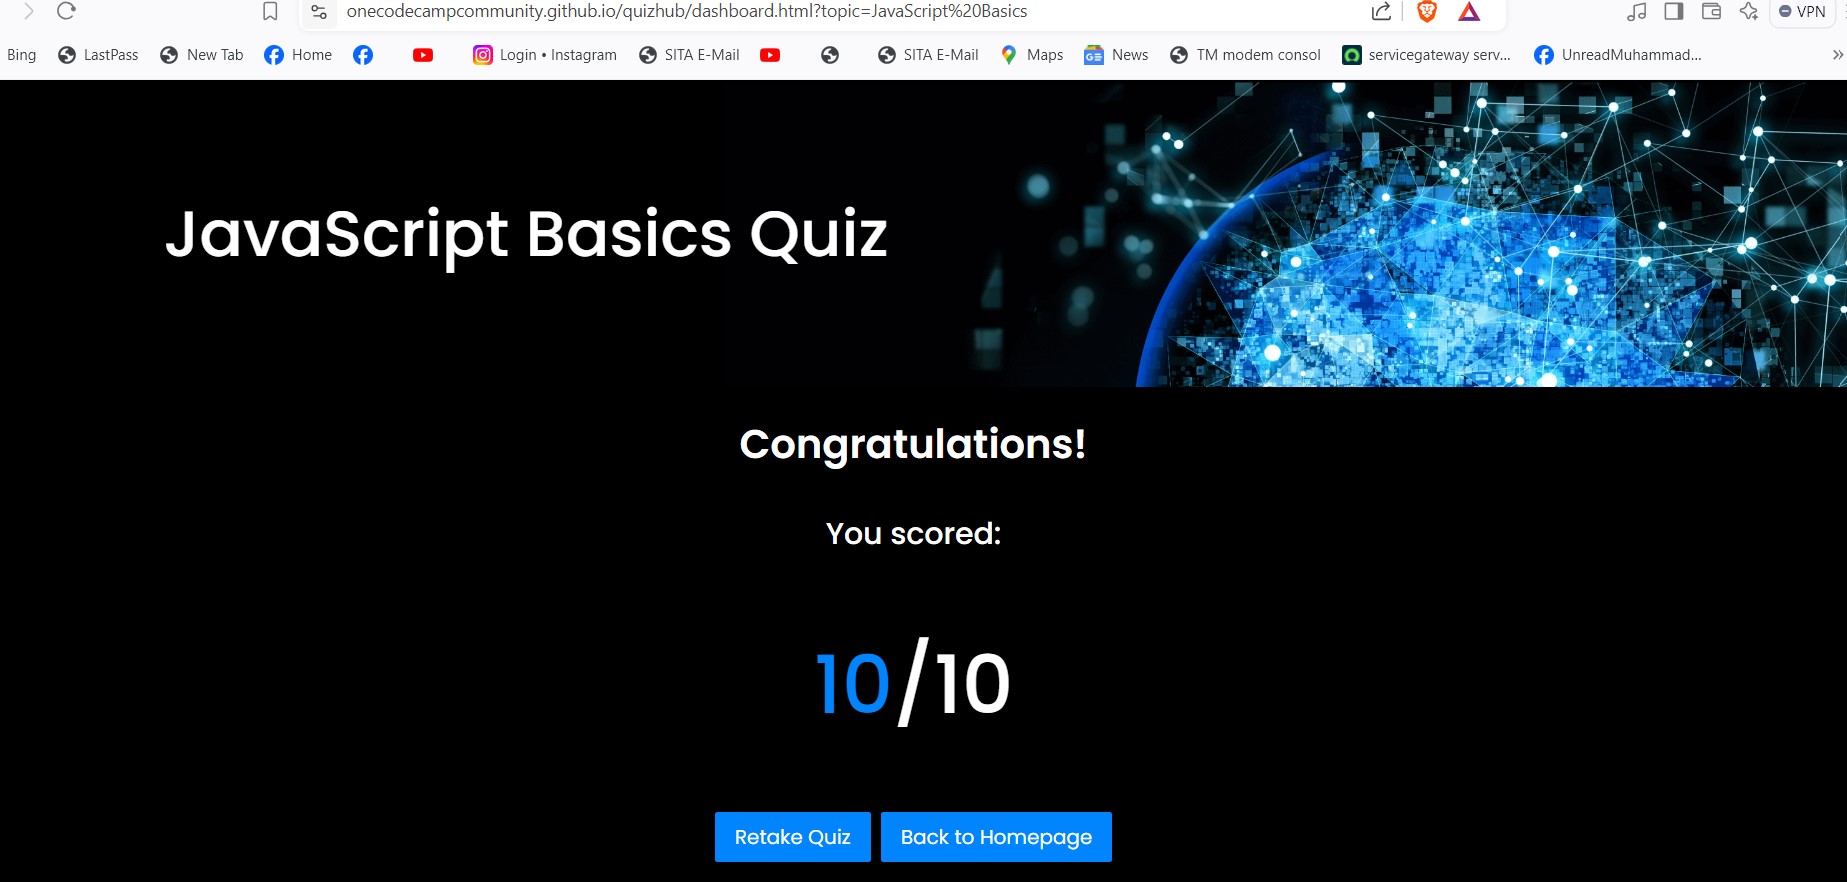 onecodecampcommunity.github.io/quizhub/dashboard.html?topic=JavaScript%20Basics
VPN
Bing LastPass New Tab Home Login • Instagram SITA E-Mail SITA E-Mail Maps News TM modem consol servicegateway serv... UnreadMuhammad...
JavaScript Basics Quiz
Congratulations!
You scored:
10/10
Retake Quiz Back to Homepage